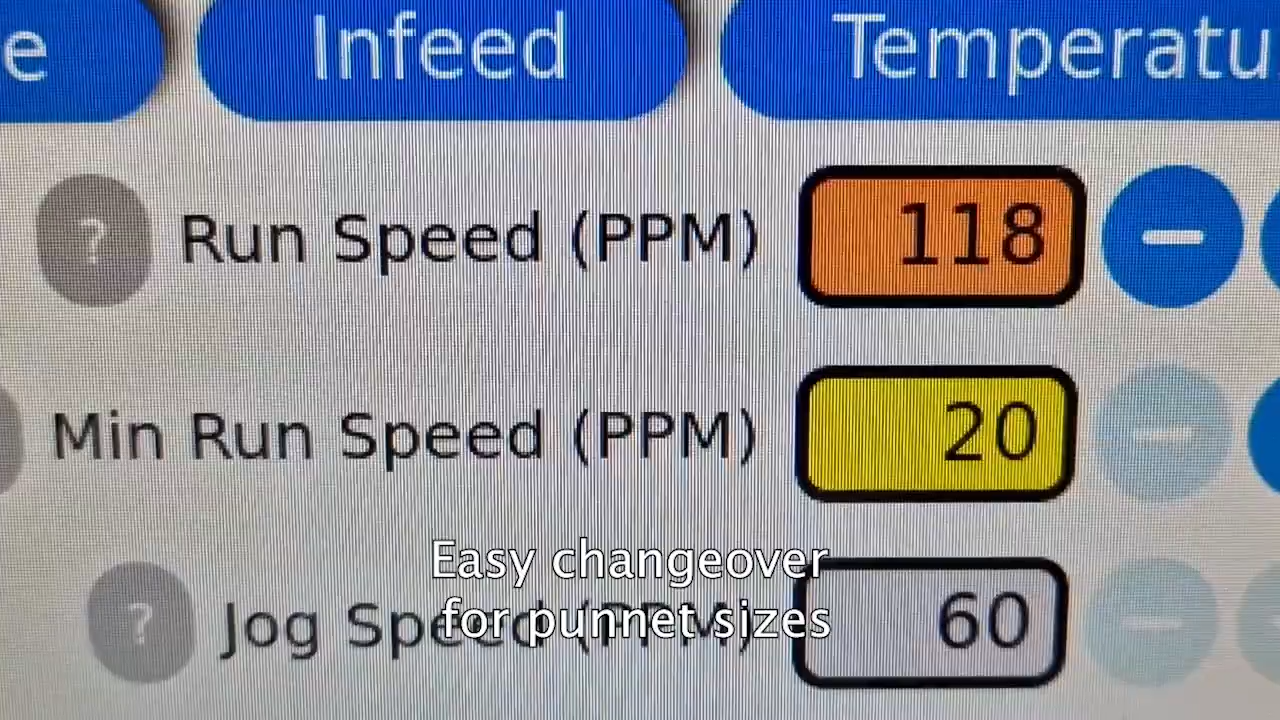 e Infeed Temperatu
? Run Speed (PPM) 118 −
Min Run Speed (PPM) 20 −
Easy changeover
for punnet sizes
? Jog Speed (PPM) 60 −